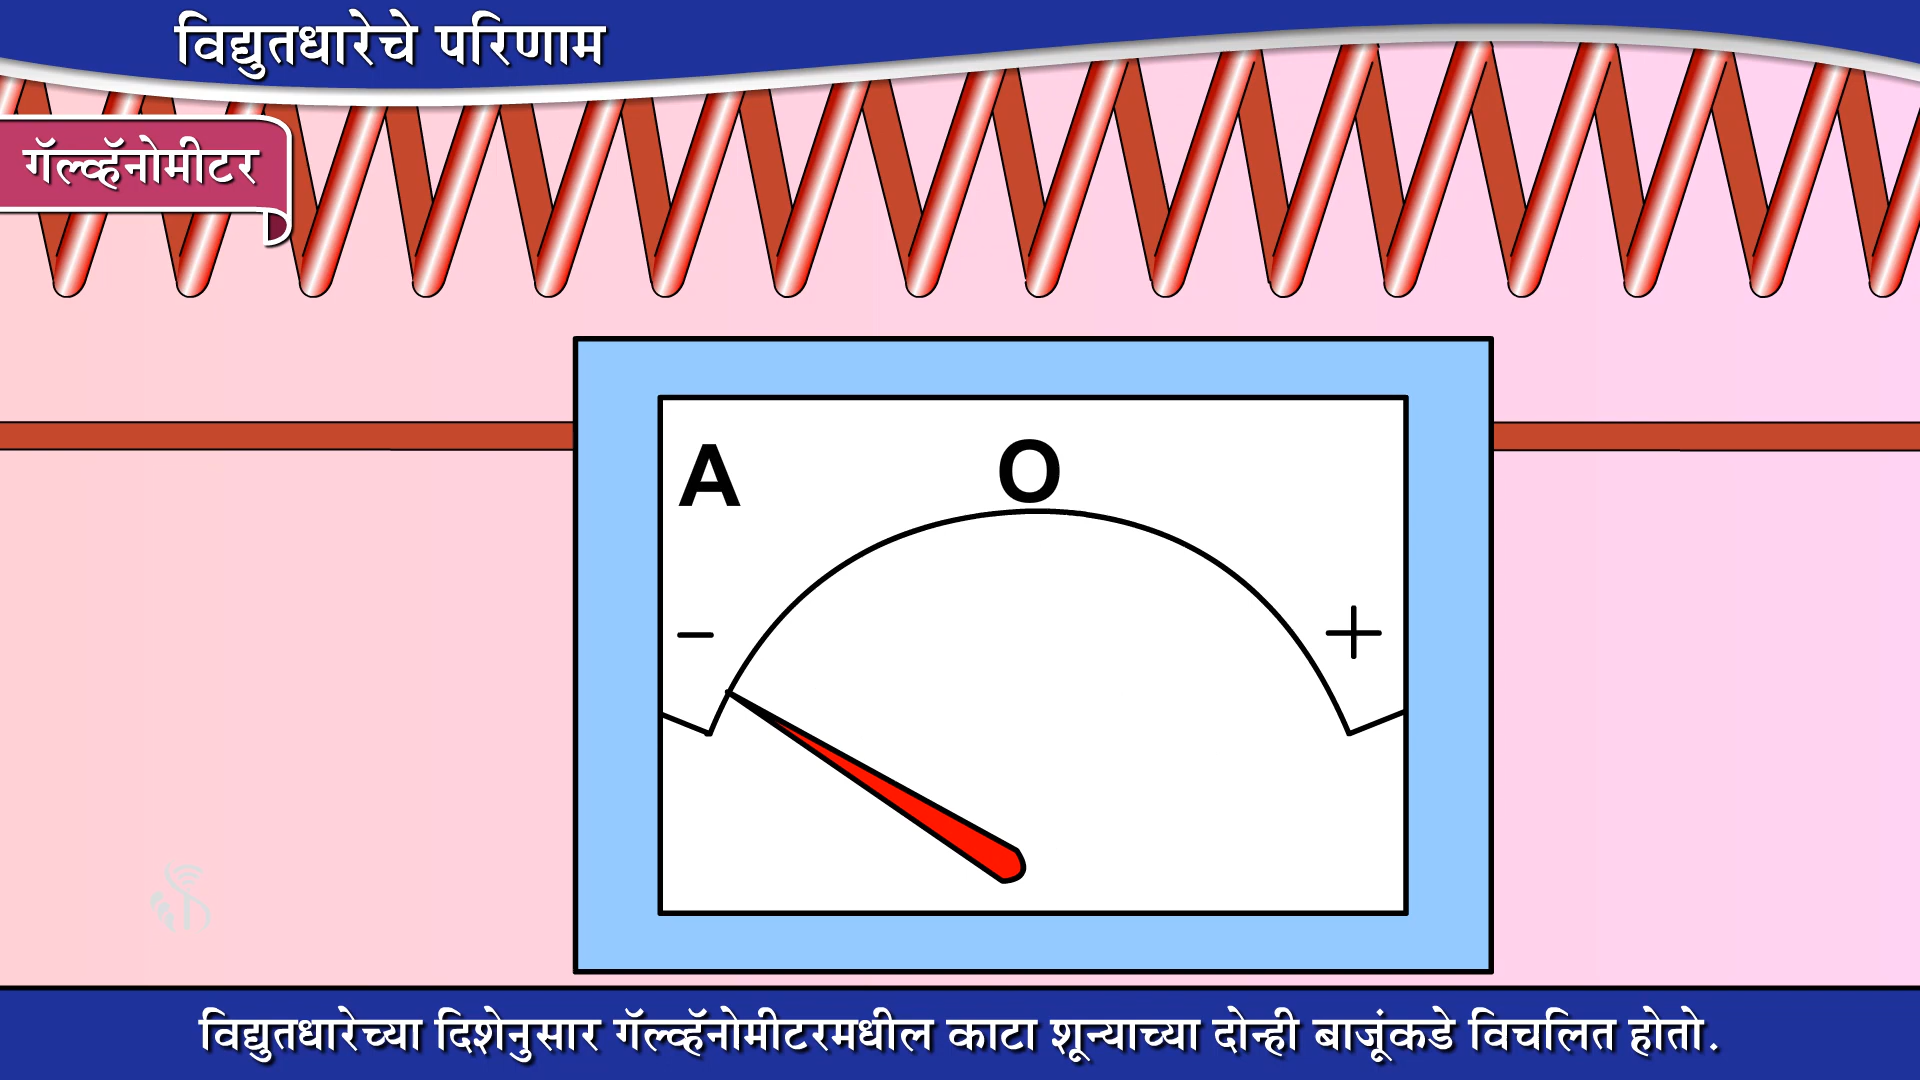 विद्युतधारेचे परिणाम
गॅल्व्हॅनोमीटर
A
O
– +
विद्युतधारेच्या दिशेनुसार गॅल्व्हॅनोमीटरमधील काटा शून्याच्या दोन्ही बाजूंकडे विचलित होतो.